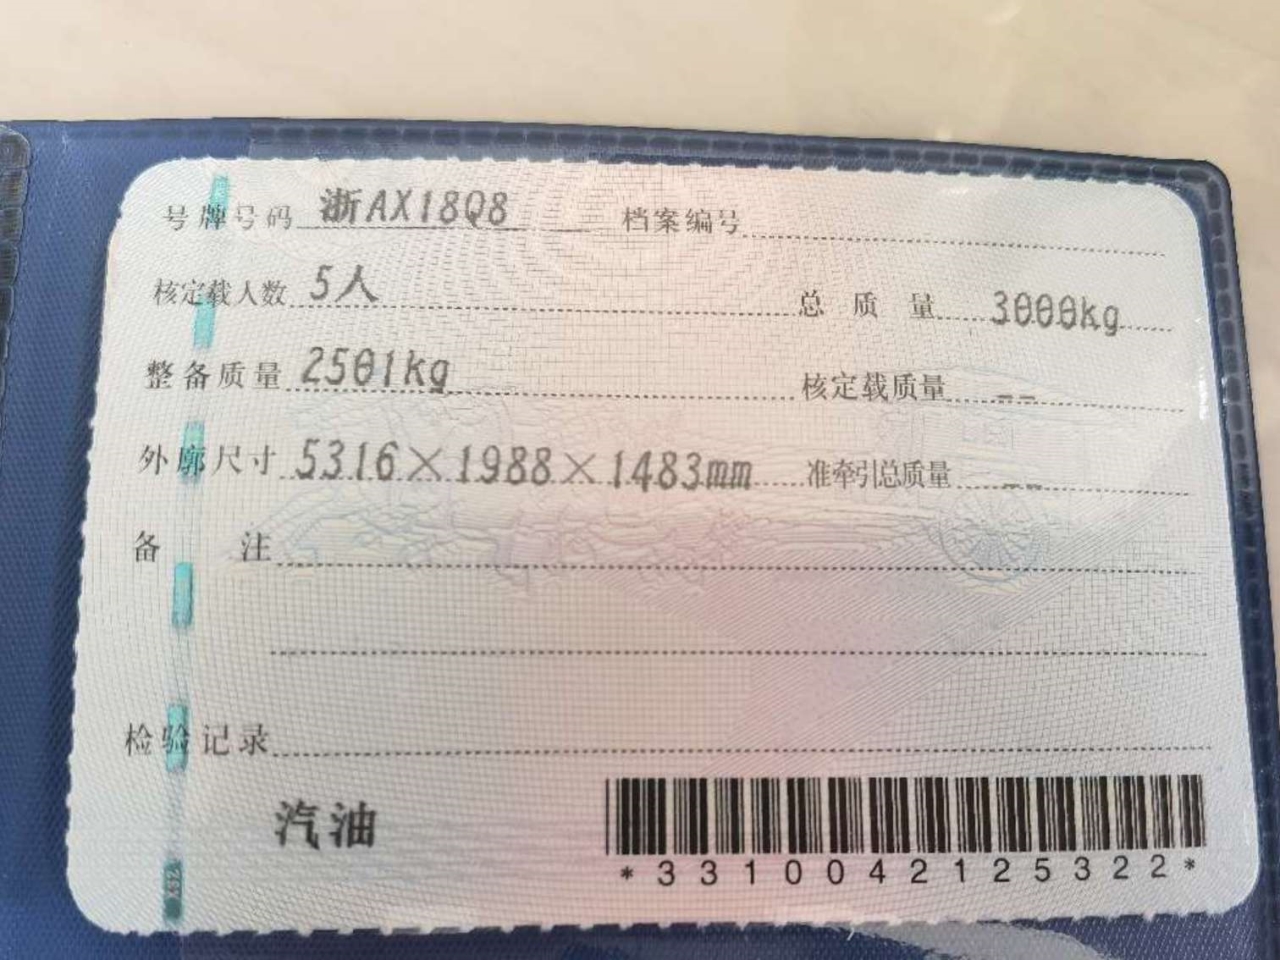 号牌号码 浙AX18Q8 档案编号
核定载人数 5人 总质量 3000kg
整备质量 2501kg 核定载质量 --
外廓尺寸 5316×1988×1483mm 准牵引总质量 --
备注
检验记录
汽油
*3310042125322*